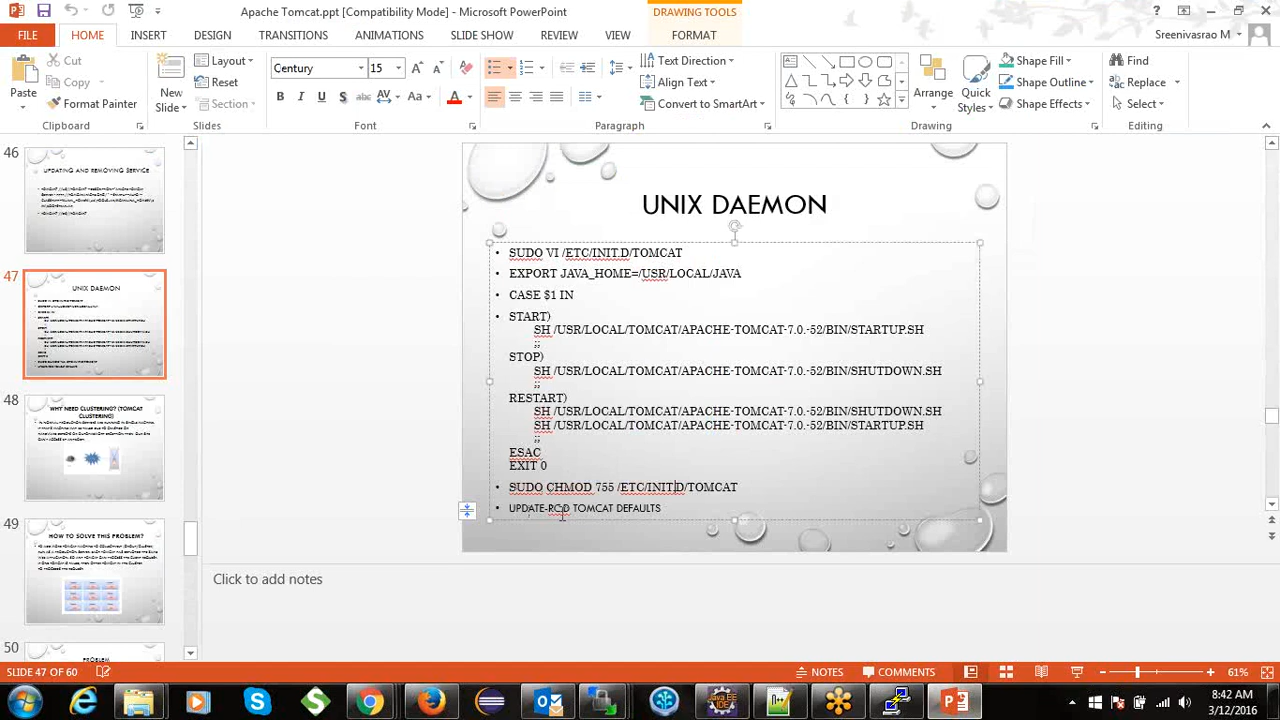 Apache Tomcat.ppt [Compatibility Mode] - Microsoft PowerPoint
DRAWING TOOLS
FILE HOME INSERT DESIGN TRANSITIONS ANIMATIONS SLIDE SHOW REVIEW VIEW FORMAT
Sreenivasrao M
Paste
Cut
Copy
Format Painter
Clipboard
New
Slide
Layout
Reset
Section
Slides
Century 15
B I U S abc AV Aa A
Font
Text Direction
Align Text
Convert to SmartArt
Paragraph
Arrange
Quick
Styles
Shape Fill
Shape Outline
Shape Effects
Drawing
Find
Replace
Select
Editing
46
UPDATING AND REMOVING SERVICE
47
UNIX DAEMON
48
WHY NEED CLUSTERING? (TOMCAT
CLUSTERING)
49
HOW TO SOLVE THIS PROBLEM?
50
PROBLEM
UNIX DAEMON
• SUDO VI /ETC/INIT.D/TOMCAT
• EXPORT JAVA_HOME=/USR/LOCAL/JAVA
• CASE $1 IN
• START)
SH /USR/LOCAL/TOMCAT/APACHE-TOMCAT-7.0.-52/BIN/STARTUP.SH
;;
STOP)
SH /USR/LOCAL/TOMCAT/APACHE-TOMCAT-7.0.-52/BIN/SHUTDOWN.SH
;;
RESTART)
SH /USR/LOCAL/TOMCAT/APACHE-TOMCAT-7.0.-52/BIN/SHUTDOWN.SH
SH /USR/LOCAL/TOMCAT/APACHE-TOMCAT-7.0.-52/BIN/STARTUP.SH
;;
ESAC
EXIT 0
• SUDO CHMOD 755 /ETC/INIT.D/TOMCAT
• UPDATE-RCD TOMCAT DEFAULTS
Click to add notes
SLIDE 47 OF 60
NOTES
COMMENTS
61%
8:42 AM
3/12/2016